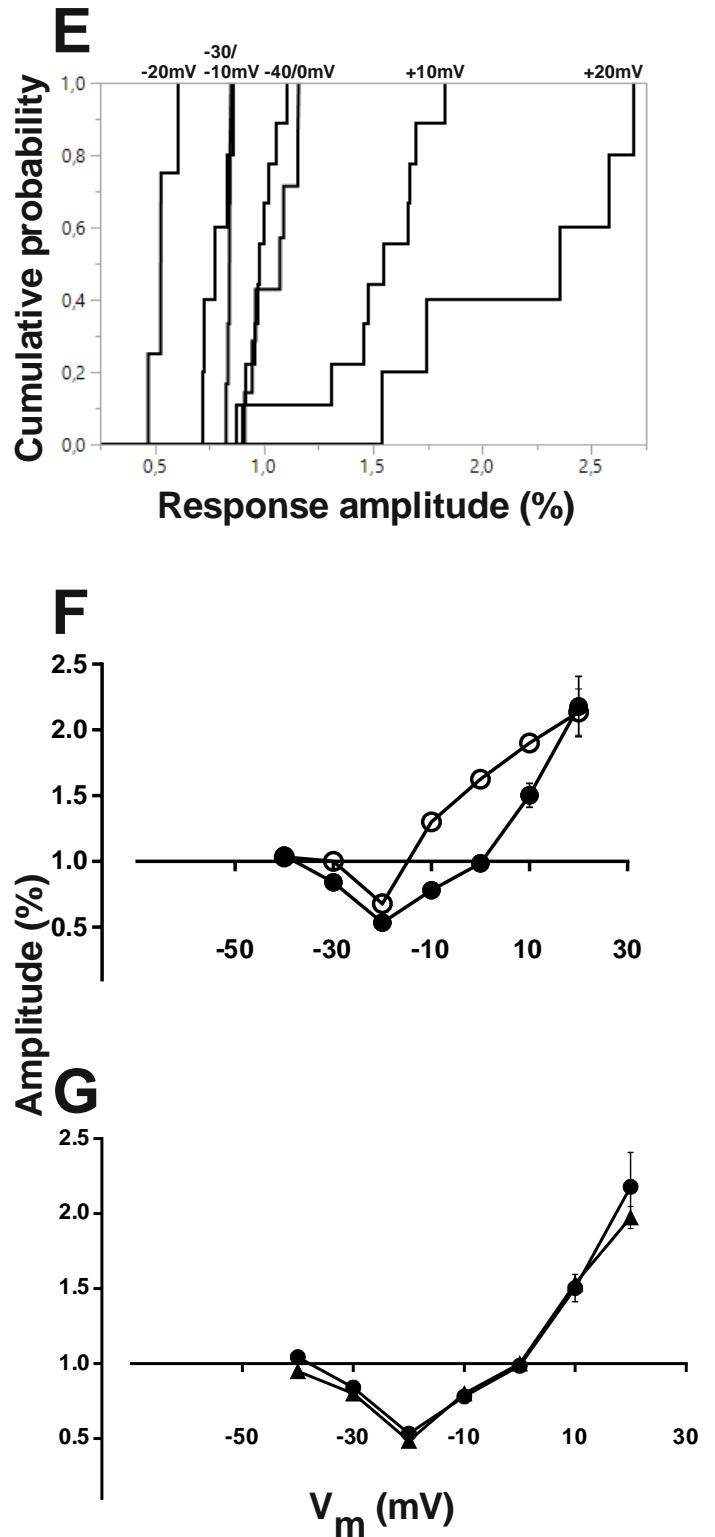 E
-30/
-20mV -10mV -40/0mV +10mV +20mV
1,0
0,8
0,6
0,4
0,2
0,0
Cumulative probability
0,5 1,0 1,5 2,0 2,5
Response amplitude (%)
F
2.5
2.0
1.5
1.0
0.5
-50 -30 -10 10 30
Amplitude (%)
G
2.5
2.0
1.5
1.0
0.5
-50 -30 -10 10 30
Vm (mV)